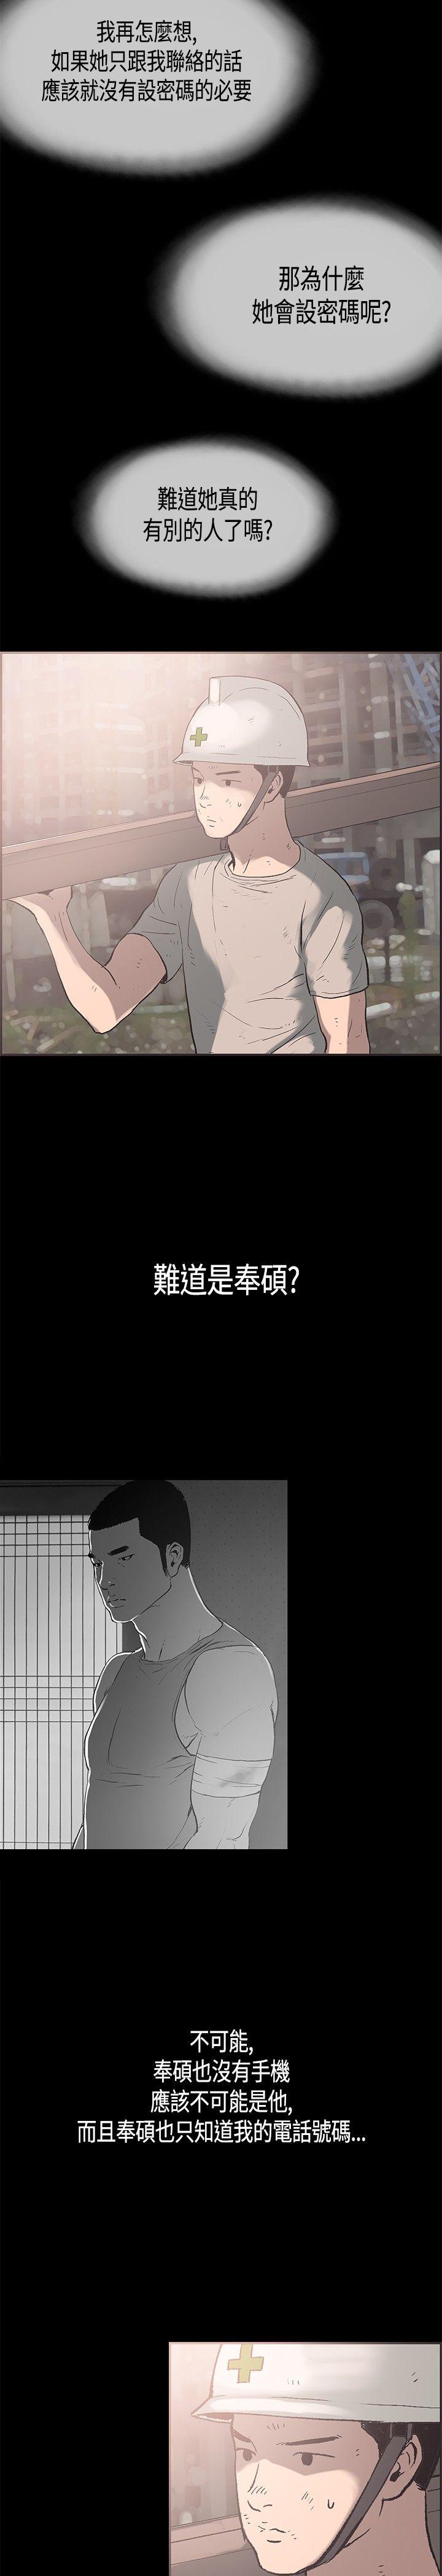 我再怎麼想,
如果她只跟我聯絡的話
應該就沒有設密碼的必要
那為什麼
她會設密碼呢?
難道她真的
有別的人了嗎?
難道是奉碩?
不可能,
奉碩也沒有手機
應該不可能是他,
而且奉碩也只知道我的電話號碼...